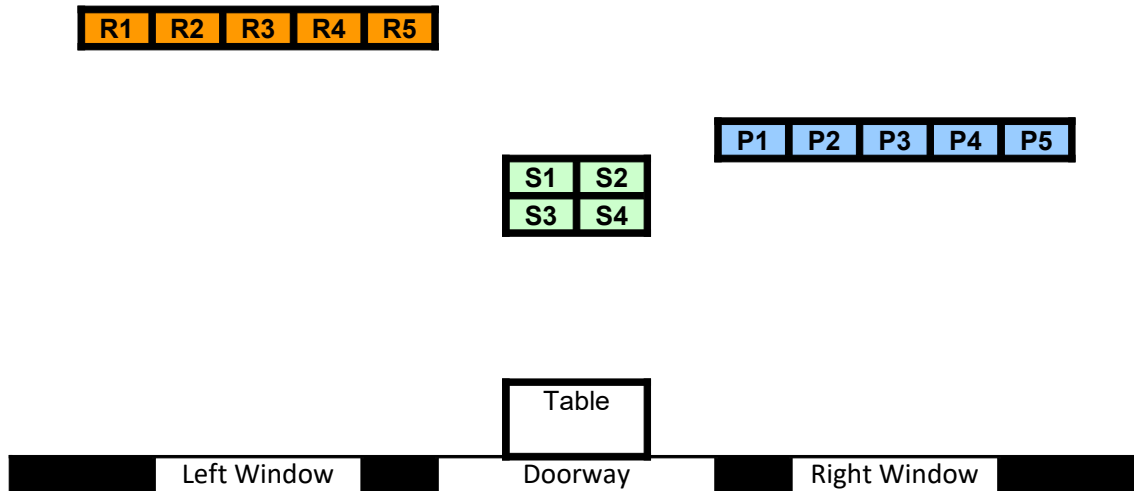 R1 R2 R3 R4 R5
P1 P2 P3 P4 P5
S1 S2
S3 S4
Table
Left Window Doorway Right Window